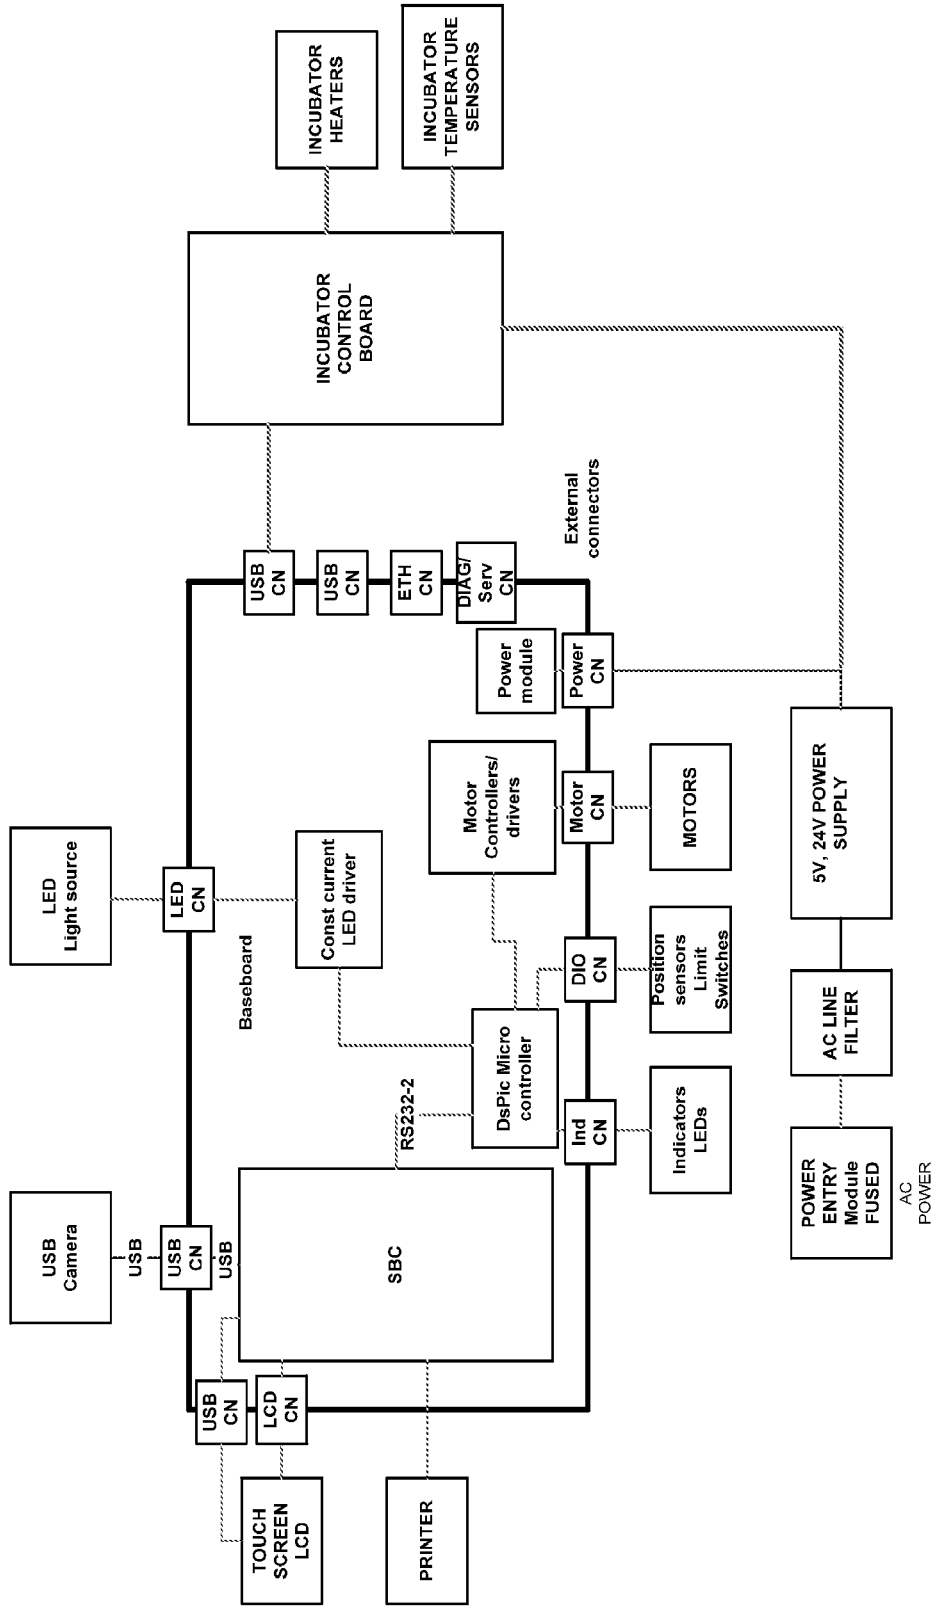 USB
Camera
USB
USB
CN
USB
LED
Light source
LED
CN
Baseboard
USB
CN
LCD
CN
TOUCH
SCREEN
LCD
PRINTER
SBC
RS232-2
Const current
LED driver
DsPic Micro
controller
Motor
Controllers/
drivers
Power
module
USB
CN
USB
CN
ETH
CN
DIAG/
Serv
CN
External
connectors
INCUBATOR
CONTROL
BOARD
INCUBATOR
HEATERS
INCUBATOR
TEMPERATURE
SENSORS
Ind
CN
DIO
CN
Motor
CN
Power
CN
Indicators
LEDs
Position
sensors
Limit
Switches
MOTORS
POWER
ENTRY
Module
FUSED
AC
POWER
AC LINE
FILTER
5V, 24V POWER
SUPPLY